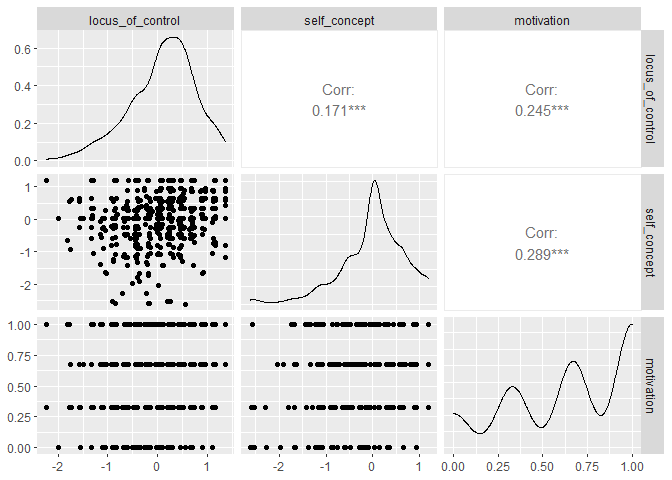 locus_of_control self_concept motivation
0.6
0.4
0.2
0.0
Corr:
0.171***
Corr:
0.245***
locus_of_control
1
0
-1
-2
Corr:
0.289***
self_concept
1.00
0.75
0.50
0.25
0.00
motivation
-2 -1 0 1 -2 -1 0 1 0.00 0.25 0.50 0.75 1.00